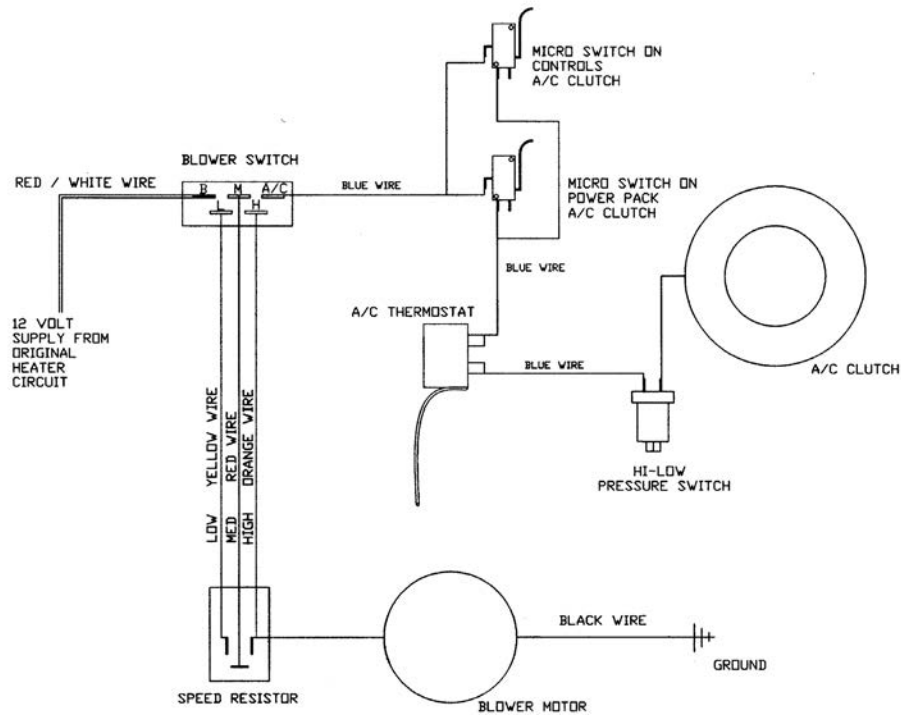 MICRO SWITCH ON
CONTROLS
A/C CLUTCH
BLOWER SWITCH
RED / WHITE WIRE
B
M
A/C
L
H
BLUE WIRE
MICRO SWITCH ON
POWER PACK
A/C CLUTCH
BLUE WIRE
A/C THERMOSTAT
12 VOLT
SUPPLY FROM
ORIGINAL
HEATER
CIRCUIT
BLUE WIRE
A/C CLUTCH
HI-LOW
PRESSURE SWITCH
LOW YELLOW WIRE
MED RED WIRE
HIGH ORANGE WIRE
BLACK WIRE
GROUND
SPEED RESISTOR
BLOWER MOTOR